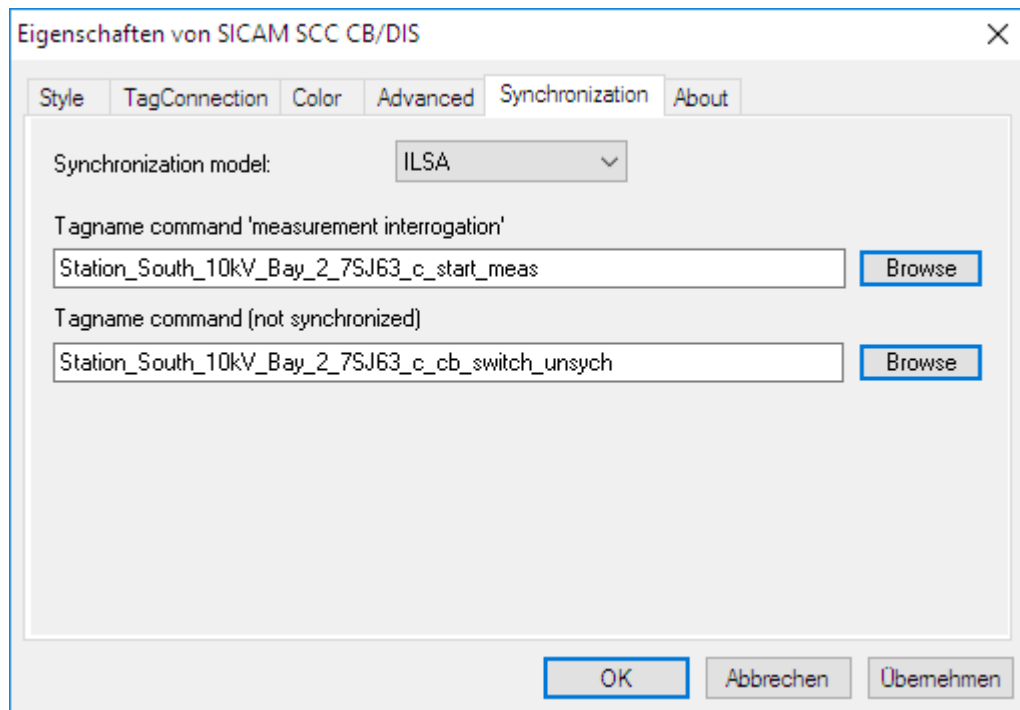 Eigenschaften von SICAM SCC CB/DIS
Style TagConnection Color Advanced Synchronization About
Synchronization model: ILSA
Tagname command 'measurement interrogation'
Station_South_10kV_Bay_2_7SJ63_c_start_meas Browse
Tagname command (not synchronized)
Station_South_10kV_Bay_2_7SJ63_c_cb_switch_unsych Browse
OK Abbrechen Übernehmen